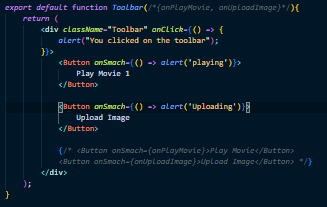 export default function Toolbar(/*{onPlayMovie, onUploadImage}*/){
return (
<div className="Toolbar" onClick={() => {
alert("You clicked on the toolbar");
}}>
<Button onSmach={() => alert('playing')}>
Play Movie 1
</Button>
<Button onSmach={() => alert('Uploading')}>
Upload Image
</Button>
{/* <Button onSmach={onPlayMovie}>Play Movie</Button>
<Button onSmach={onUploadImage}>Upload Image</Button> */}
</div>
);
}